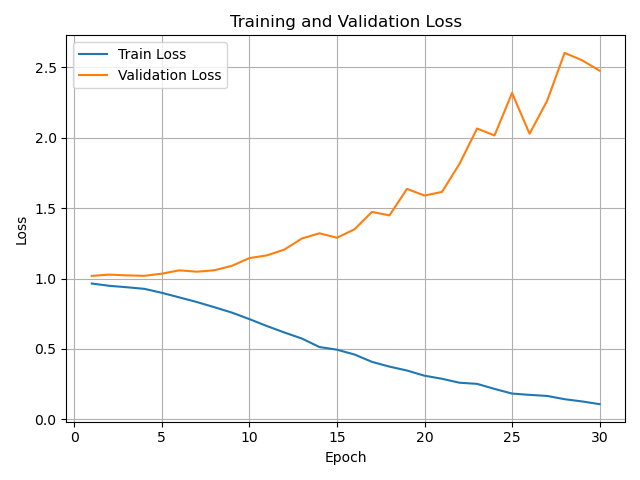 Training and Validation Loss
Train Loss
Validation Loss
2.5
2.0
1.5
1.0
0.5
0.0
Loss
0 5 10 15 20 25 30
Epoch